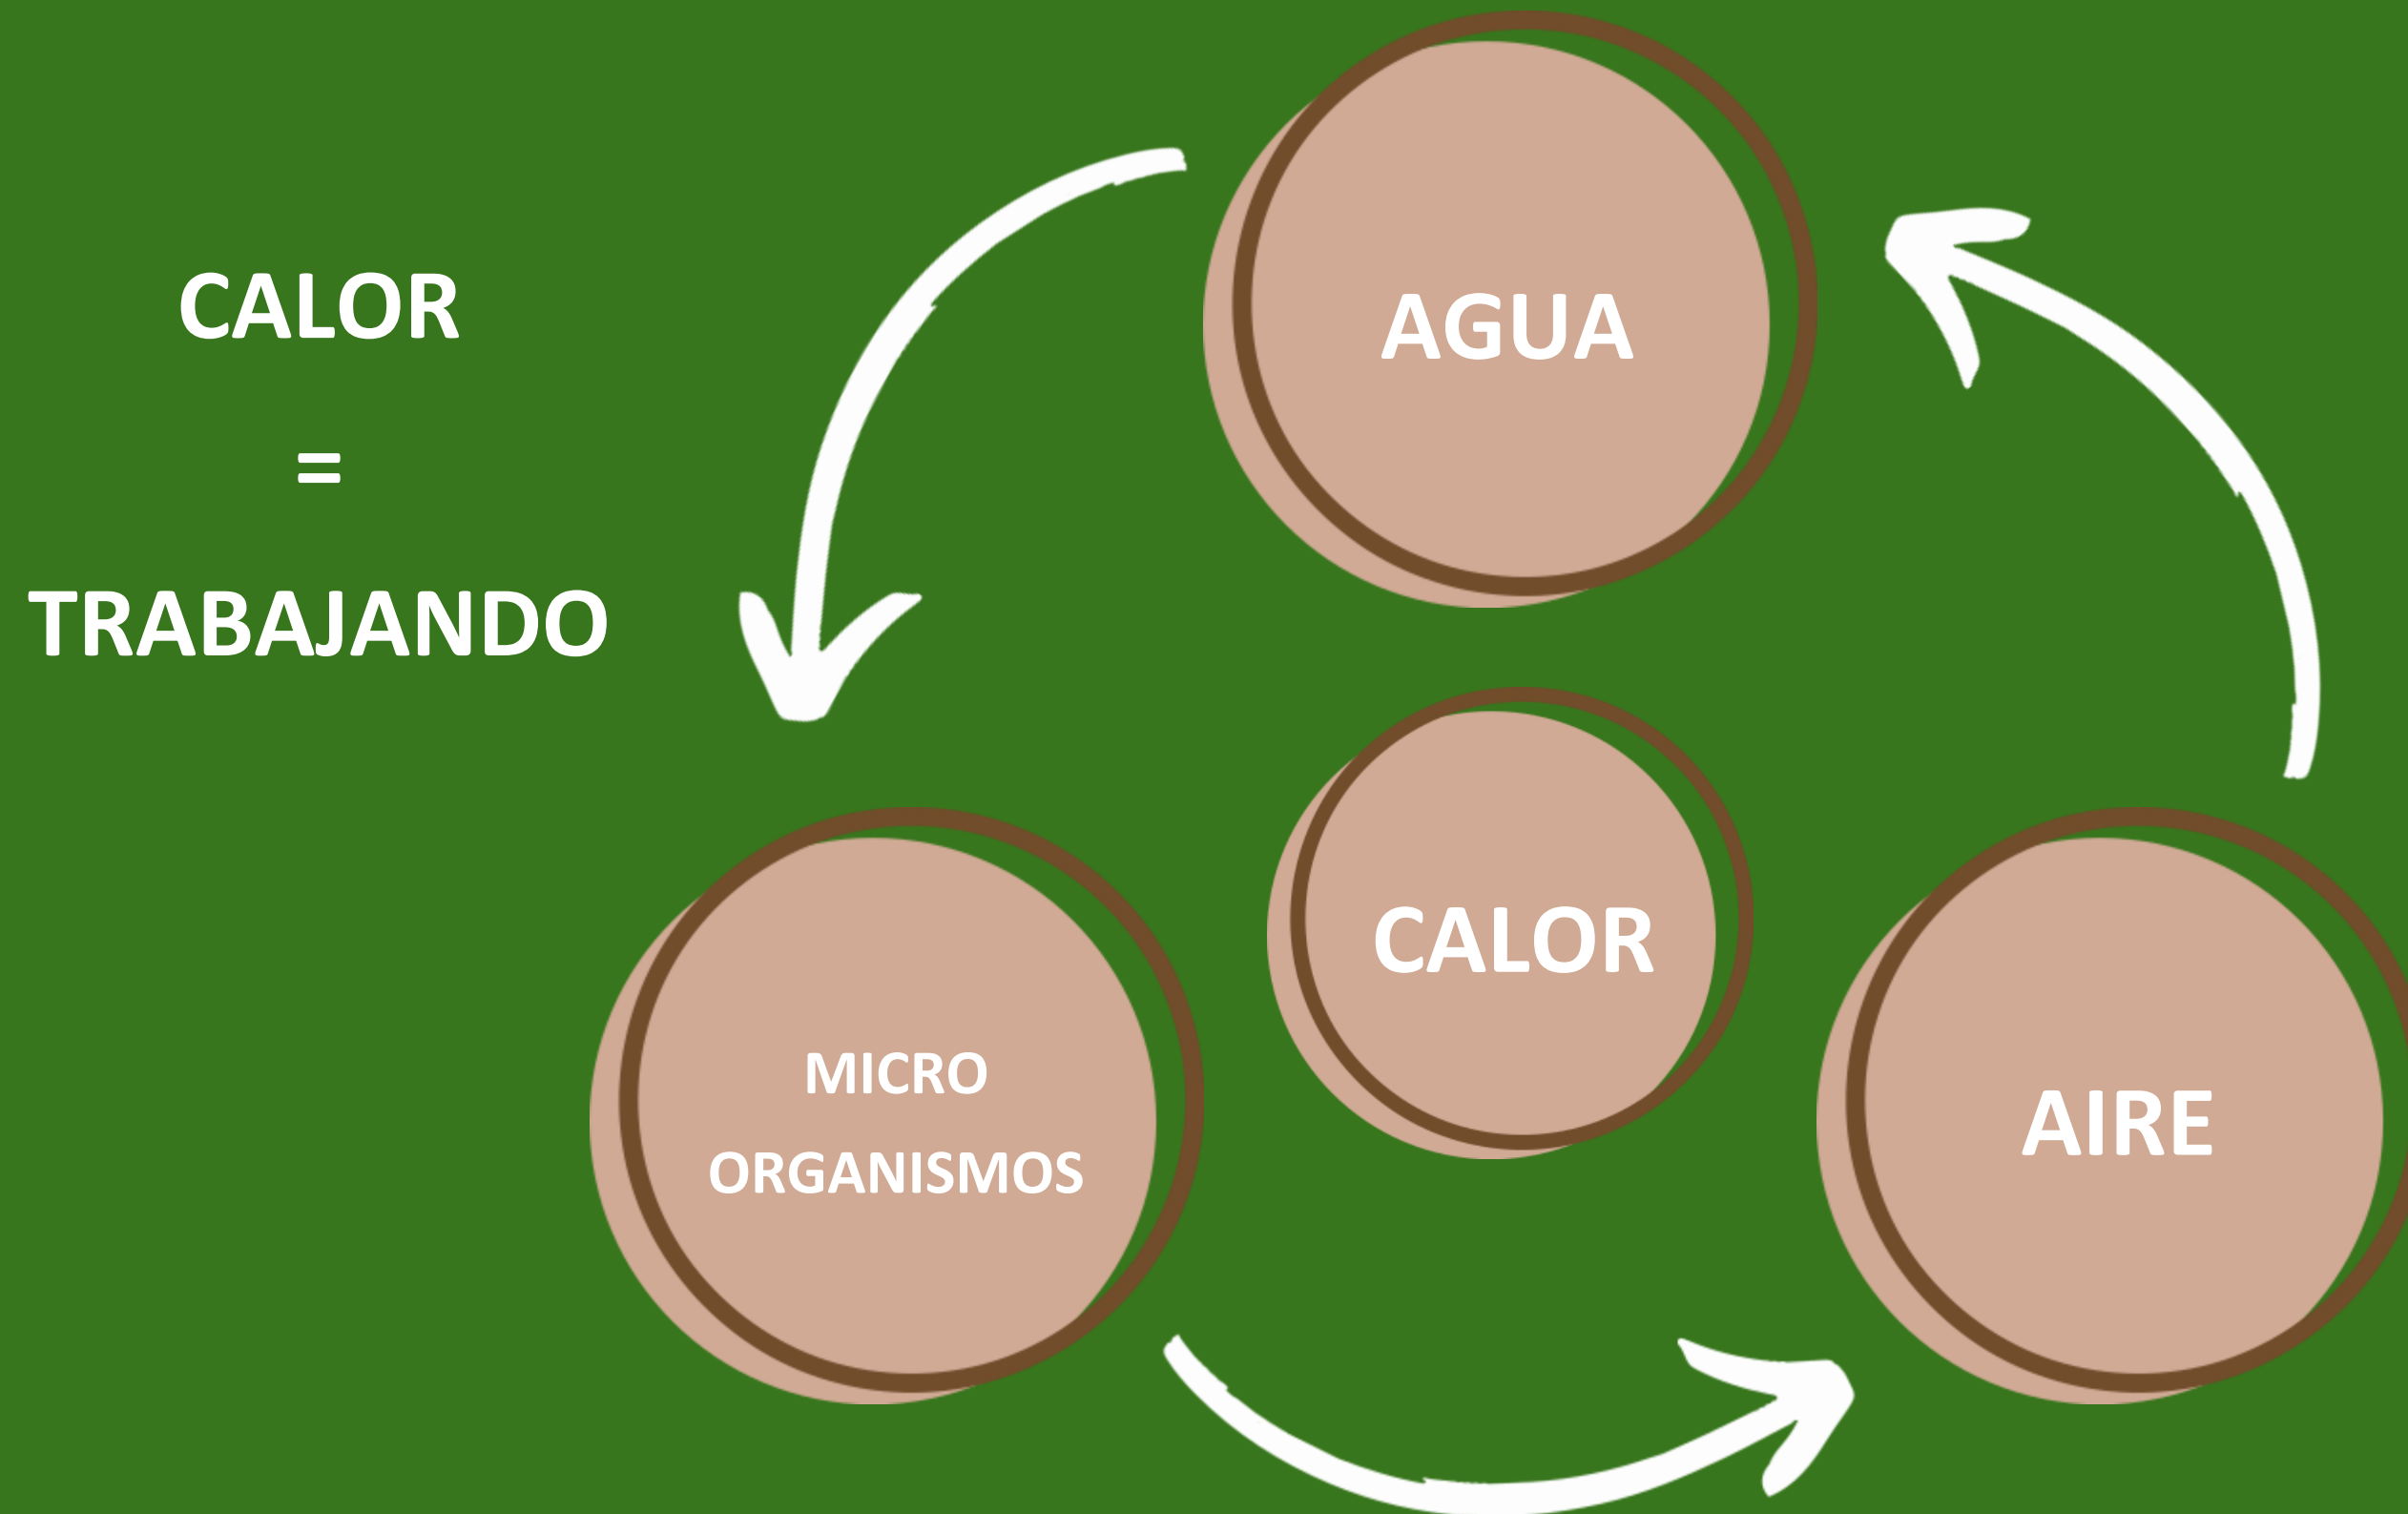 CALOR
=
TRABAJANDO
AGUA
CALOR
MICRO
ORGANISMOS
AIRE